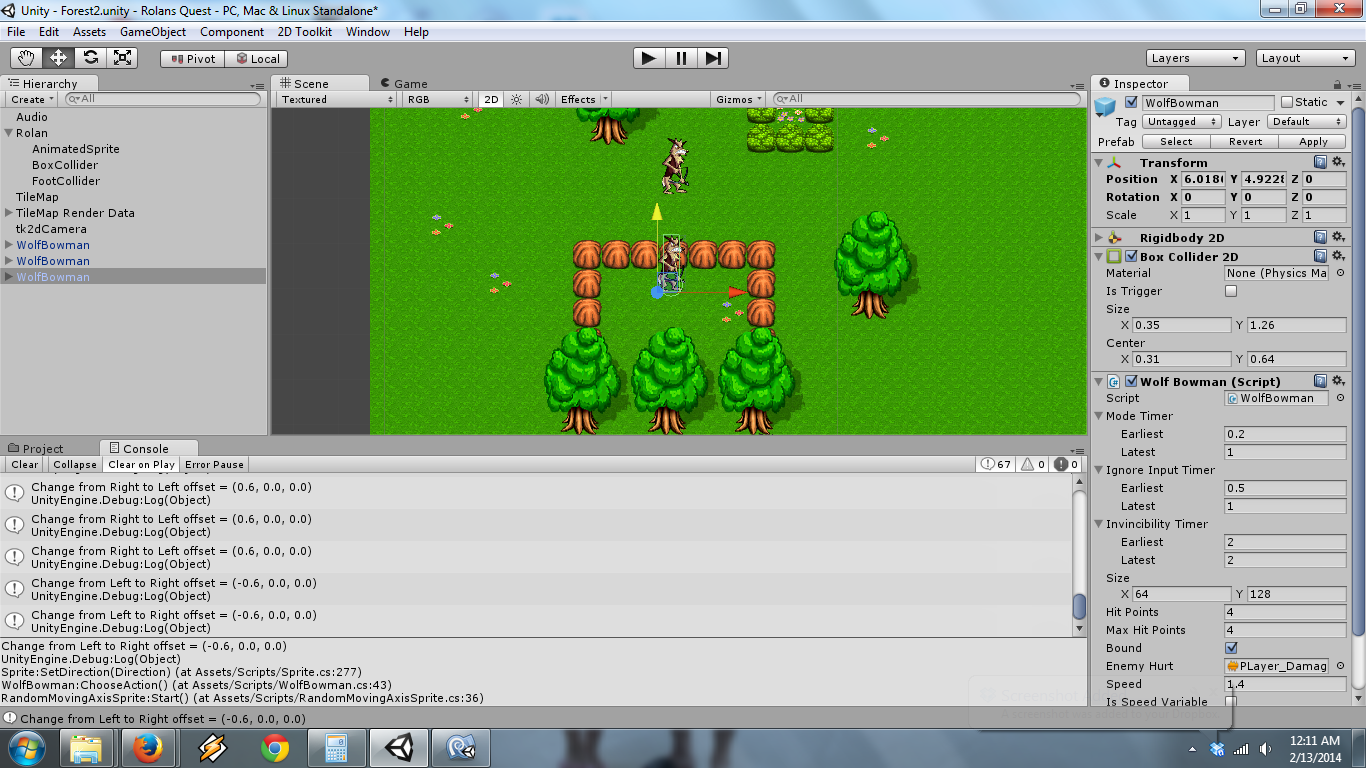 Unity - Forest2.unity - Rolans Quest - PC, Mac & Linux Standalone*
File Edit Assets GameObject Component 2D Toolkit Window Help
Pivot Local Layers Layout
Hierarchy
Create All
Audio
Rolan
AnimatedSprite
BoxCollider
FootCollider
TileMap
TileMap Render Data
tk2dCamera
WolfBowman
WolfBowman
WolfBowman
Scene Game
Textured RGB 2D Effects Gizmos All
Inspector
WolfBowman Static
Tag Untagged Layer Default
Prefab Select Revert Apply
Transform
Position X 6.018 Y 4.9228 Z 0
Rotation X 0 Y 0 Z 0
Scale X 1 Y 1 Z 1
Rigidbody 2D
Box Collider 2D
Material None (Physics Ma
Is Trigger
Size
X 0.35 Y 1.26
Center
X 0.31 Y 0.64
Wolf Bowman (Script)
Script WolfBowman
Mode Timer
Earliest 0.2
Latest 1
Ignore Input Timer
Earliest 0.5
Latest 1
Invincibility Timer
Earliest 2
Latest 2
Size
X 64 Y 128
Hit Points 4
Max Hit Points 4
Bound
Enemy Hurt PLayer_Damag
Speed 1.4
Is Speed Variable
Project Console
Clear Collapse Clear on Play Error Pause 67 0 0
Change from Right to Left offset = (0.6, 0.0, 0.0)
UnityEngine.Debug:Log(Object)
Change from Right to Left offset = (0.6, 0.0, 0.0)
UnityEngine.Debug:Log(Object)
Change from Right to Left offset = (0.6, 0.0, 0.0)
UnityEngine.Debug:Log(Object)
Change from Left to Right offset = (-0.6, 0.0, 0.0)
UnityEngine.Debug:Log(Object)
Change from Left to Right offset = (-0.6, 0.0, 0.0)
UnityEngine.Debug:Log(Object)
Change from Left to Right offset = (-0.6, 0.0, 0.0)
UnityEngine.Debug:Log(Object)
Sprite:SetDirection(Direction) (at Assets/Scripts/Sprite.cs:277)
WolfBowman:ChooseAction() (at Assets/Scripts/WolfBowman.cs:43)
RandomMovingAxisSprite:Start() (at Assets/Scripts/RandomMovingAxisSprite.cs:36)
Change from Left to Right offset = (-0.6, 0.0, 0.0)
12:11 AM
2/13/2014